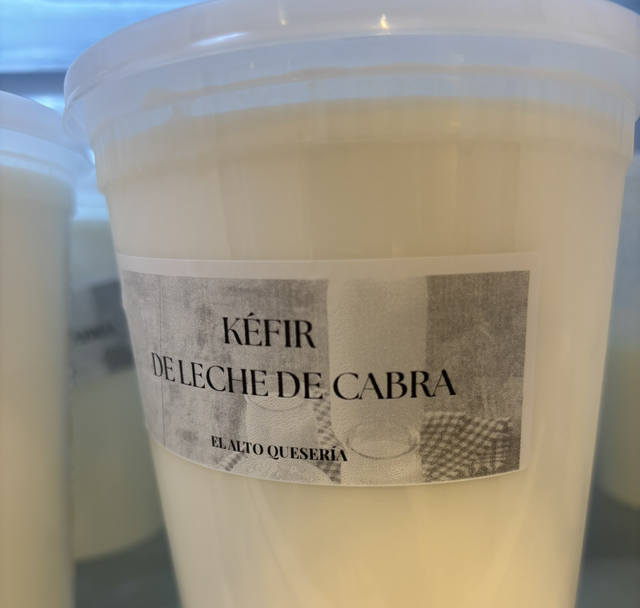 KÉFIR
DE LECHE DE CABRA
EL ALTO QUESERÍA